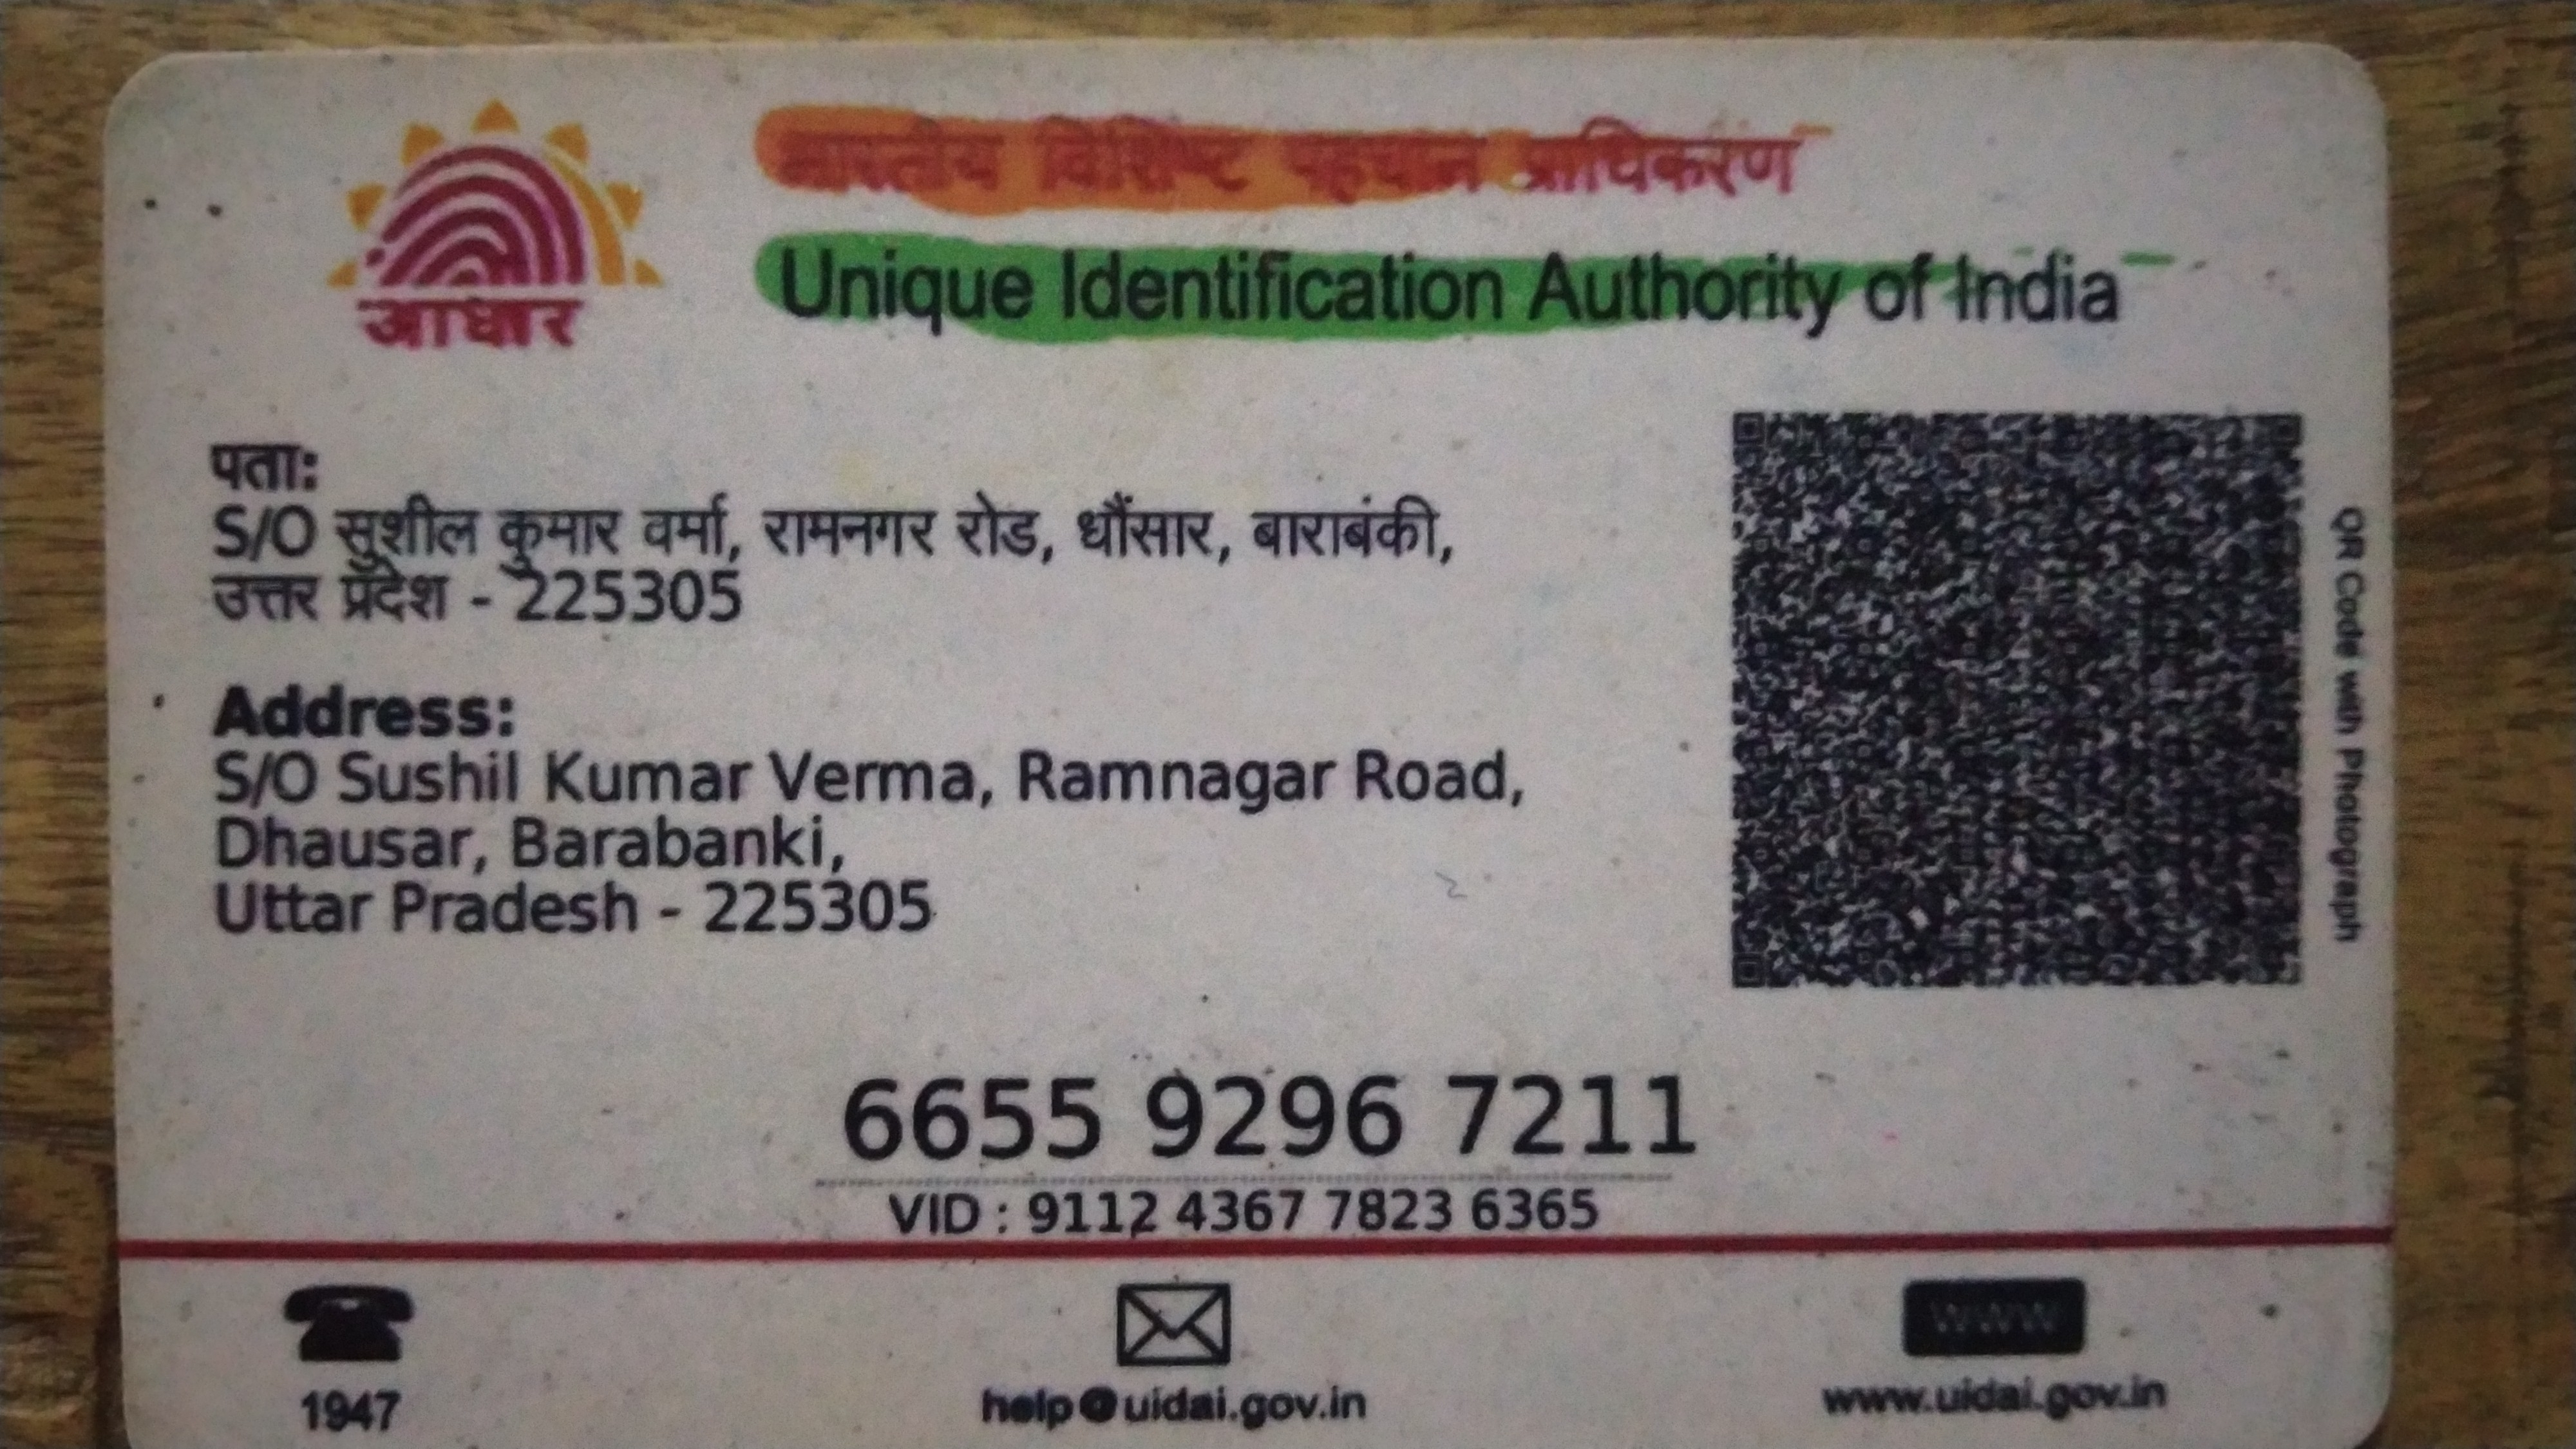 आधार
भारतीय विशिष्ट पहचान प्राधिकरण
Unique Identification Authority of India
पता:
S/O सुशील कुमार वर्मा, रामनगर रोड, धौंसार, बाराबंकी,
उत्तर प्रदेश - 225305
Address:
S/O Sushil Kumar Verma, Ramnagar Road,
Dhausar, Barabanki,
Uttar Pradesh - 225305
QR Code with Photograph
6655 9296 7211
VID : 9112 4367 7823 6365
1947
help@uidai.gov.in
www
www.uidai.gov.in